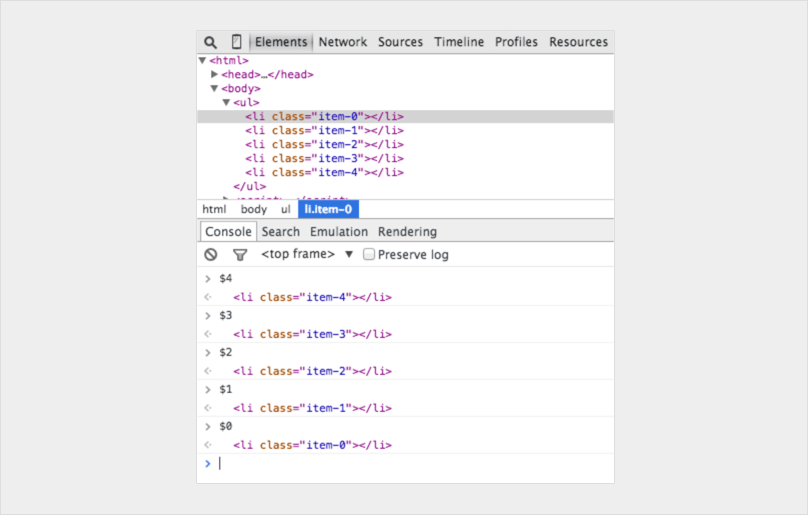 Elements Network Sources Timeline Profiles Resources
<html>
<head>…</head>
<body>
<ul>
<li class="item-0"></li>
<li class="item-1"></li>
<li class="item-2"></li>
<li class="item-3"></li>
<li class="item-4"></li>
</ul>
html body ul li.item-0
Console Search Emulation Rendering
<top frame> ▼ Preserve log
> $4
<li class="item-4"></li>
> $3
<li class="item-3"></li>
> $2
<li class="item-2"></li>
> $1
<li class="item-1"></li>
> $0
<li class="item-0"></li>
>